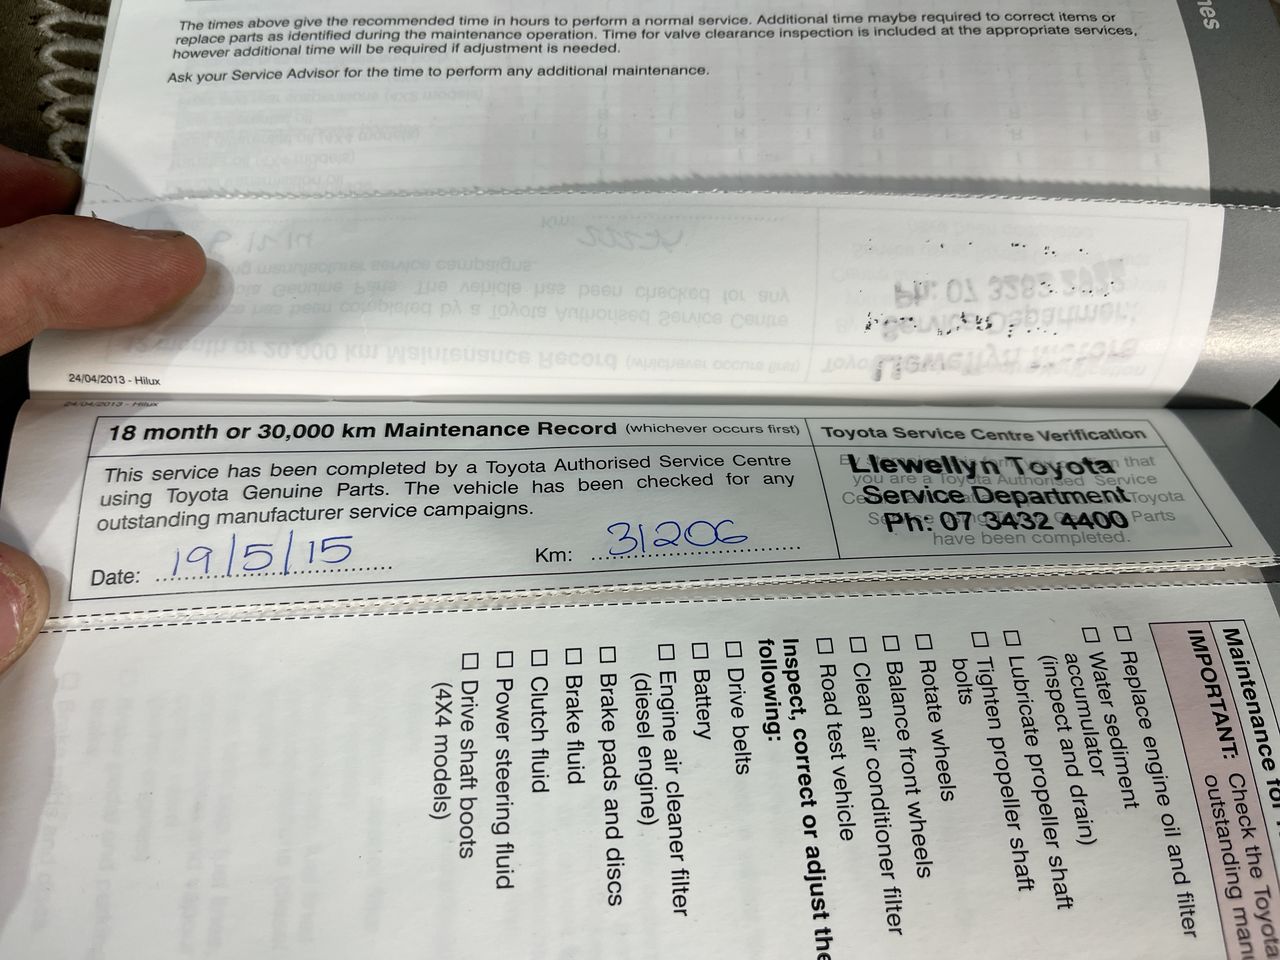 The times above give the recommended time in hours to perform a normal service. Additional time maybe required to correct items or
replace parts as identified during the maintenance operation. Time for valve clearance inspection is included at the appropriate services,
however additional time will be required if adjustment is needed.
Ask your Service Advisor for the time to perform any additional maintenance.
24/04/2013 - Hilux
24/04/2013 - Hilux
18 month or 30,000 km Maintenance Record (whichever occurs first)
This service has been completed by a Toyota Authorised Service Centre
using Toyota Genuine Parts. The vehicle has been checked for any
outstanding manufacturer service campaigns.
Date: 19/5/15
Km: 31206
Toyota Service Centre Verification
Llewellyn Toyota
Service Department
Ph: 07 3432 4400
that
you are a Toyota Authorised Service
Toyota
Parts
have been completed.
Maintenance for
IMPORTANT: Check the Toyota
outstanding
☐ Replace engine oil and filter
☐ Water sediment
accumulator
(inspect and drain)
☐ Lubricate propeller shaft
☐ Tighten propeller shaft
bolts
☐ Rotate wheels
☐ Balance front wheels
☐ Clean air conditioner filter
☐ Road test vehicle
Inspect, correct or adjust the
following:
☐ Drive belts
☐ Battery
☐ Engine air cleaner filter
(diesel engine)
☐ Brake pads and discs
☐ Brake fluid
☐ Clutch fluid
☐ Power steering fluid
☐ Drive shaft boots
(4X4 models)